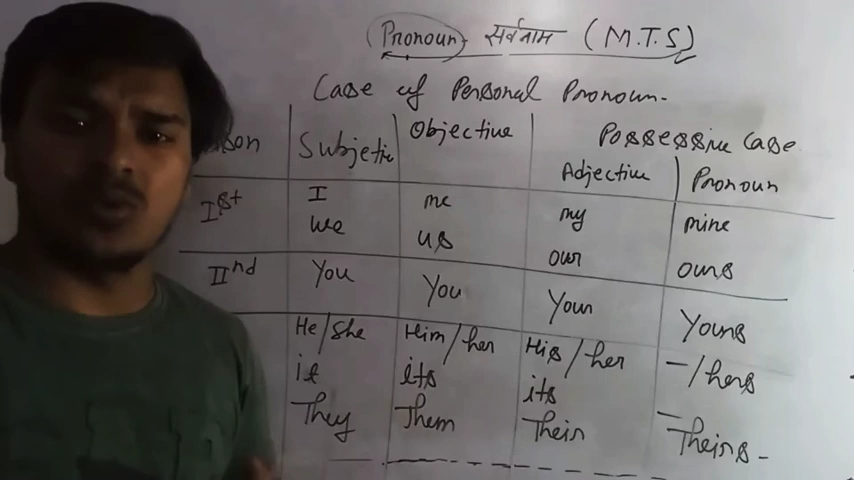 (Pronoun) सर्वनाम (M.T.S)
Case of Personal Pronoun.
Subjetic Objective Possessive Case
Adjective Pronoun
Ist I me my mine
we us our ours
IInd You You Your Yours
He/she Him/her His/her —/hers
it its its —
They Them Their Theirs -